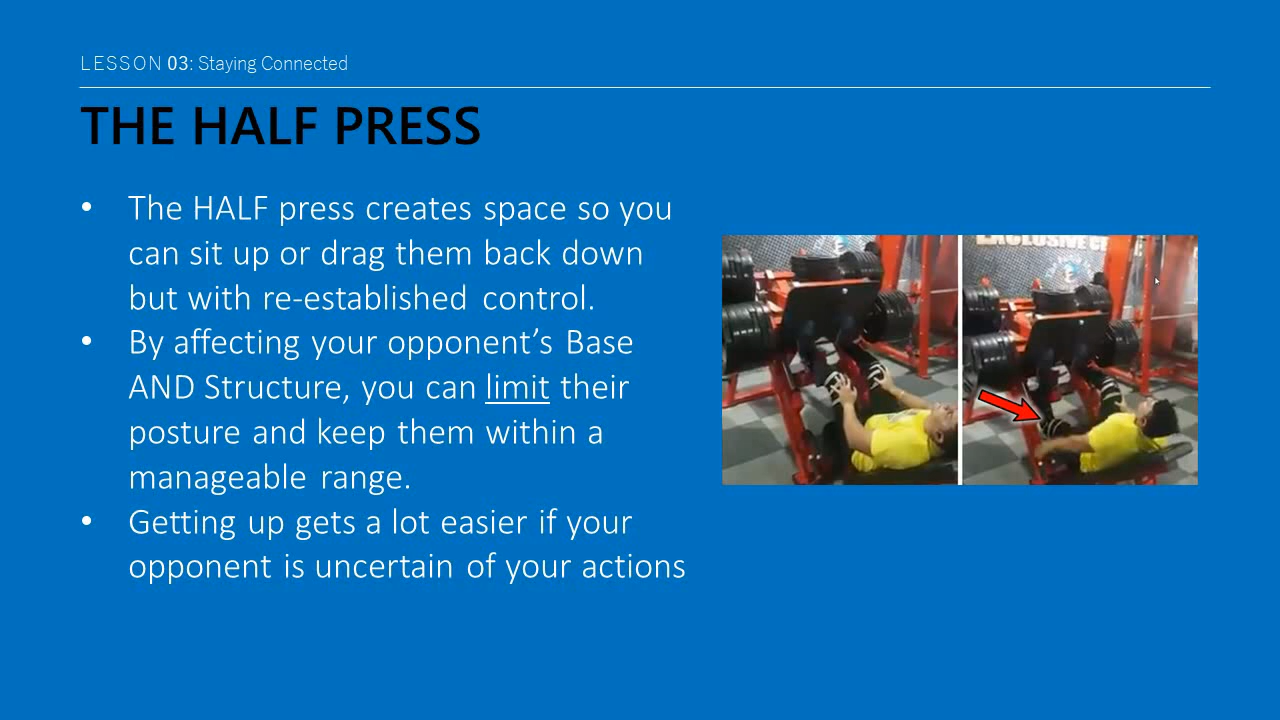 LESSON 03: Staying Connected
THE HALF PRESS
• The HALF press creates space so you
can sit up or drag them back down
but with re-established control.
• By affecting your opponent’s Base
AND Structure, you can limit their
posture and keep them within a
manageable range.
• Getting up gets a lot easier if your
opponent is uncertain of your actions